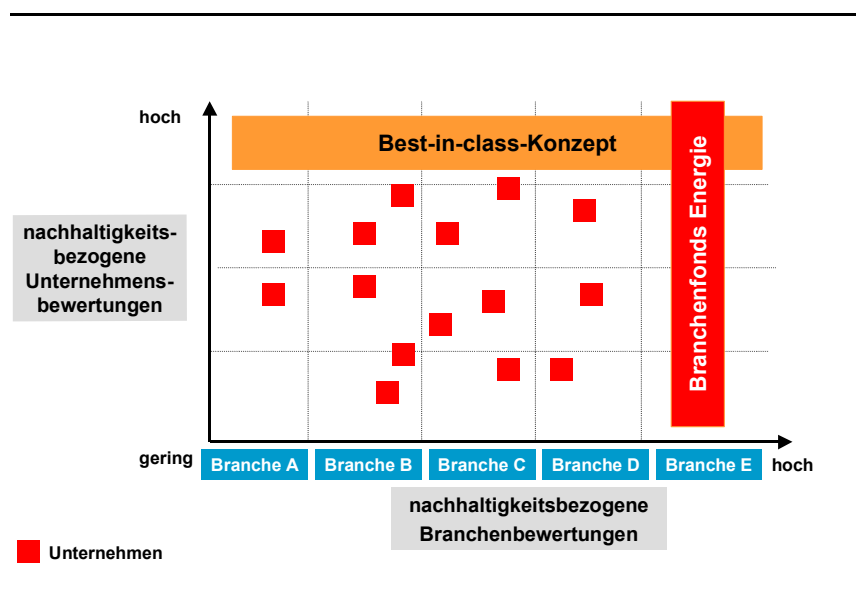 hoch
Best-in-class-Konzept
Branchenfonds Energie
nachhaltigkeits-
bezogene
Unternehmens-
bewertungen
gering
Branche A
Branche B
Branche C
Branche D
Branche E
hoch
nachhaltigkeitsbezogene
Branchenbewertungen
Unternehmen